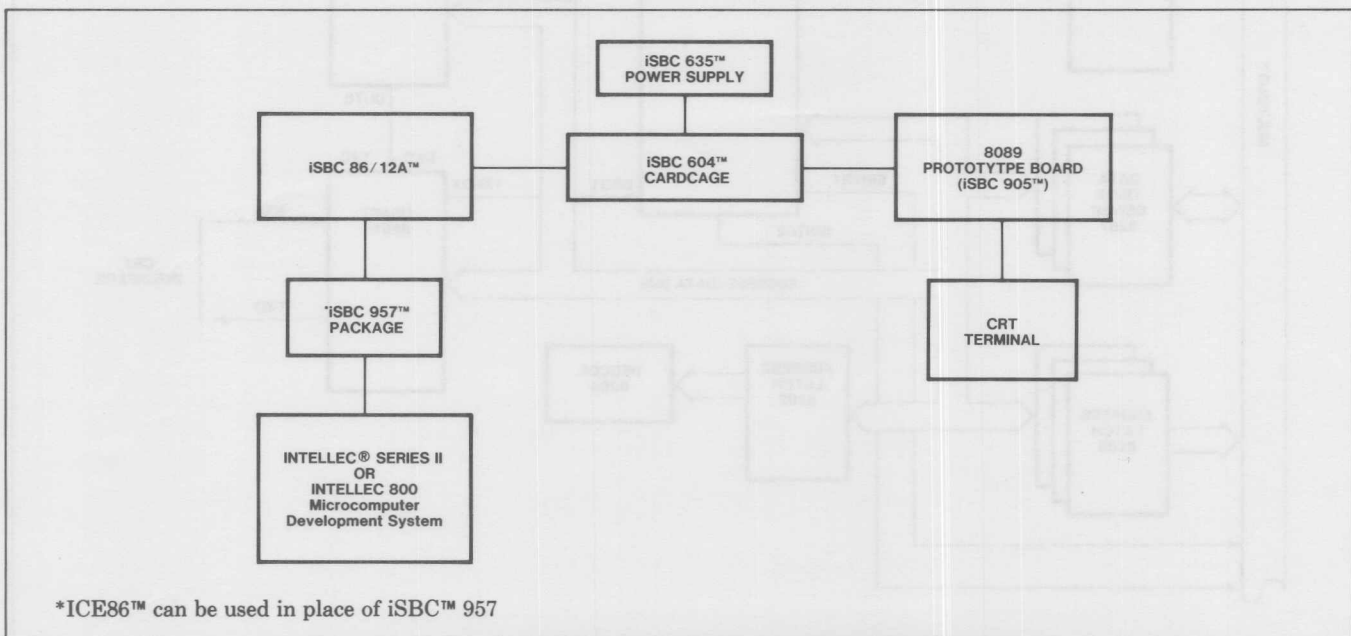 iSBC 635™
POWER SUPPLY
iSBC 86/12A™
iSBC 604™
CARDCAGE
8089
PROTOTYTPE BOARD
(iSBC 905™)
*iSBC 957™
PACKAGE
CRT
TERMINAL
INTELLEC® SERIES II
OR
INTELLEC 800
Microcomputer
Development System
*ICE86™ can be used in place of iSBC™ 957